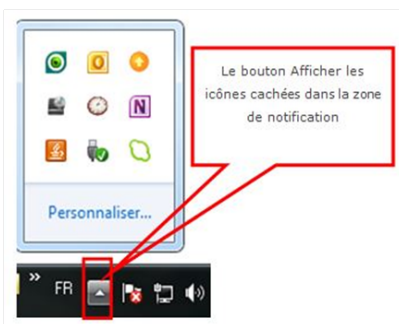 Le bouton Afficher les
icônes cachées dans la zone
de notification
Personnaliser...
» FR